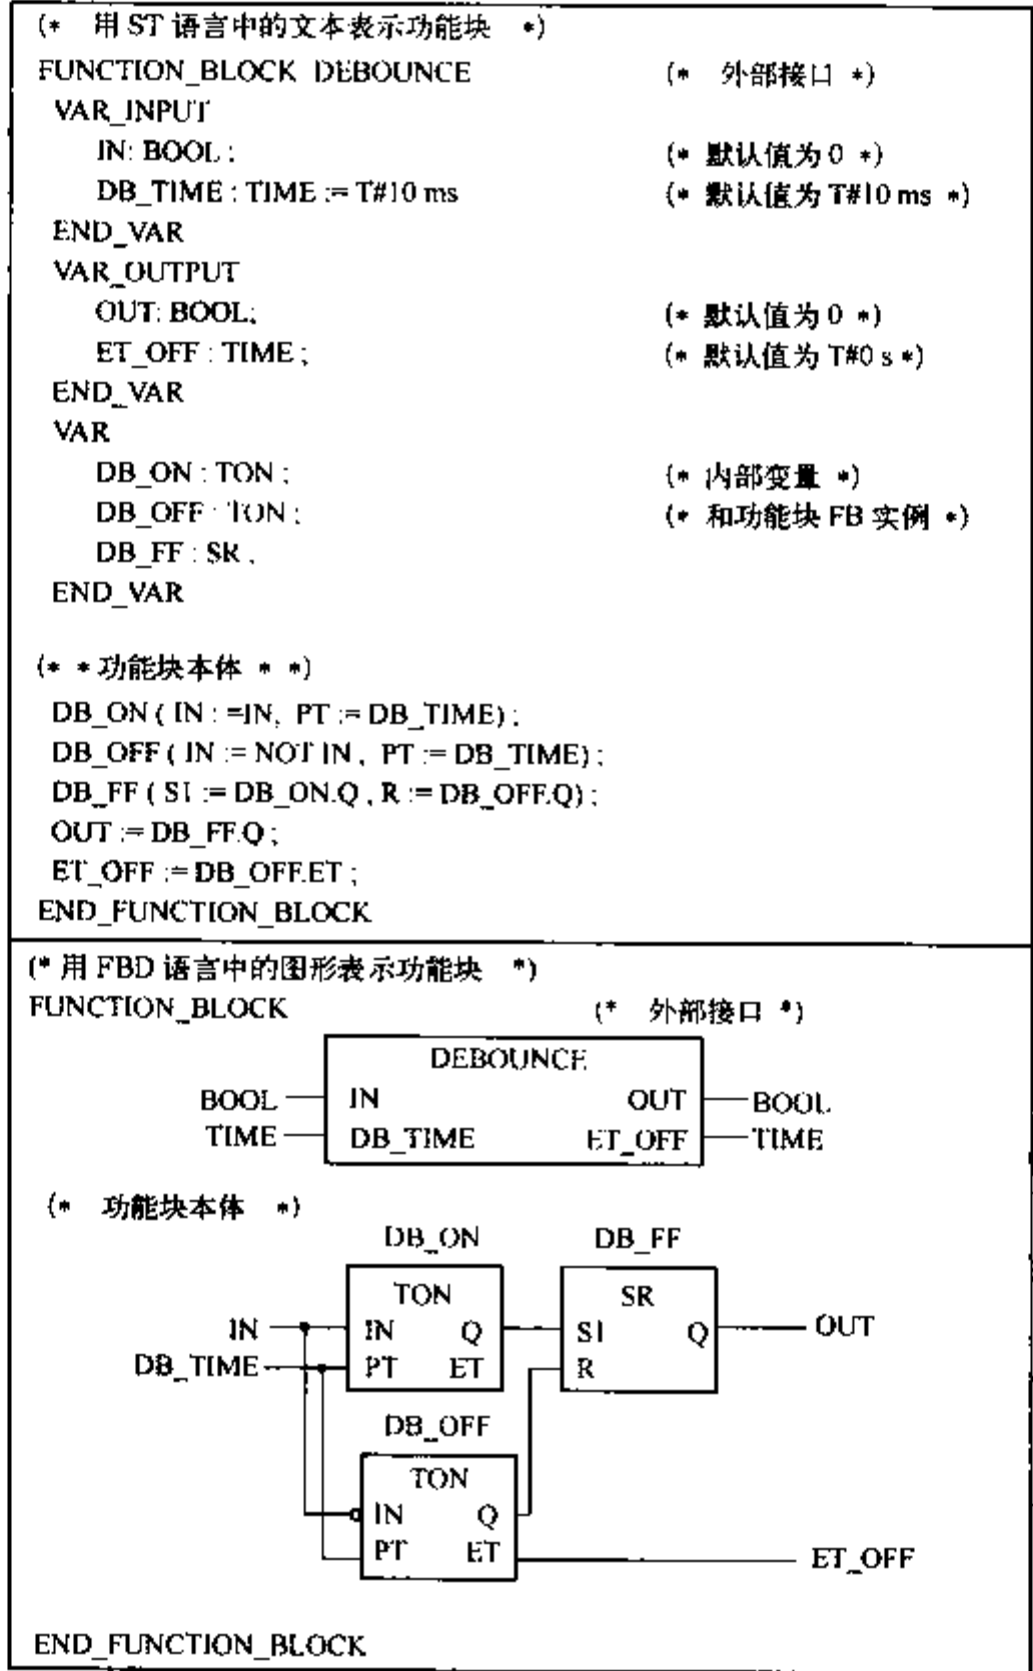 (* 用 ST 语言中的文本表示功能块 *)
FUNCTION_BLOCK DEBOUNCE (* 外部接口 *)
VAR_INPUT
IN: BOOL ; (* 默认值为 0 *)
DB_TIME : TIME := T#10 ms (* 默认值为 T#10 ms *)
END_VAR
VAR_OUTPUT
OUT: BOOL; (* 默认值为 0 *)
ET_OFF : TIME ; (* 默认值为 T#0 s *)
END_VAR
VAR
DB_ON : TON ; (* 内部变量 *)
DB_OFF : TON ; (* 和功能块 FB 实例 *)
DB_FF : SR ;
END_VAR
(* * 功能块本体 * *)
DB_ON ( IN : =IN, PT := DB_TIME) ;
DB_OFF ( IN := NOT IN , PT := DB_TIME) ;
DB_FF ( S1 := DB_ON.Q , R := DB_OFF.Q) ;
OUT := DB_FF.Q ;
ET_OFF := DB_OFF.ET ;
END_FUNCTION_BLOCK
(* 用 FBD 语言中的图形表示功能块 *)
FUNCTION_BLOCK (* 外部接口 *)
DEBOUNCE
BOOL IN OUT BOOL
TIME DB_TIME ET_OFF TIME
(* 功能块本体 *)
DB_ON DB_FF
TON SR
IN IN Q S1 Q OUT
DB_TIME PT ET R
DB_OFF
TON
IN Q
PT ET ET_OFF
END_FUNCTION_BLOCK